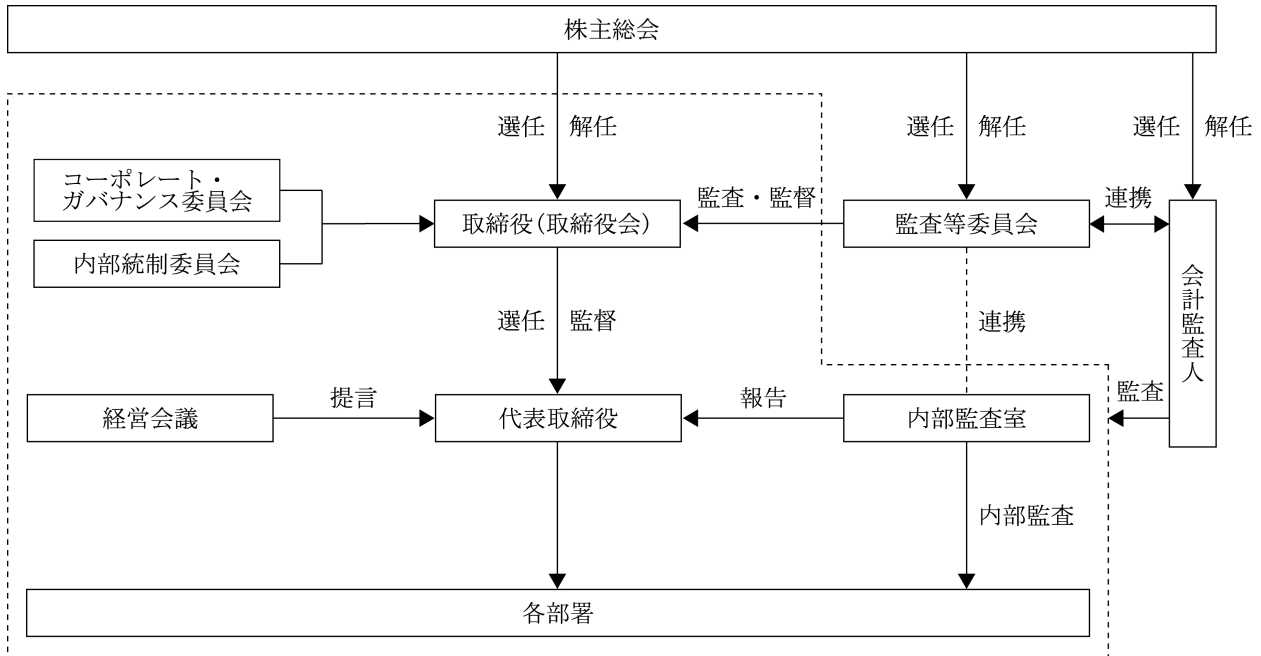 株主総会
選任 解任
選任 解任
選任 解任
コーポレート・
ガバナンス委員会
内部統制委員会
取締役(取締役会)
監査・監督
監査等委員会
連携
会計監査人
選任 監督
連携
経営会議
提言
代表取締役
報告
内部監査室
監査
内部監査
各部署